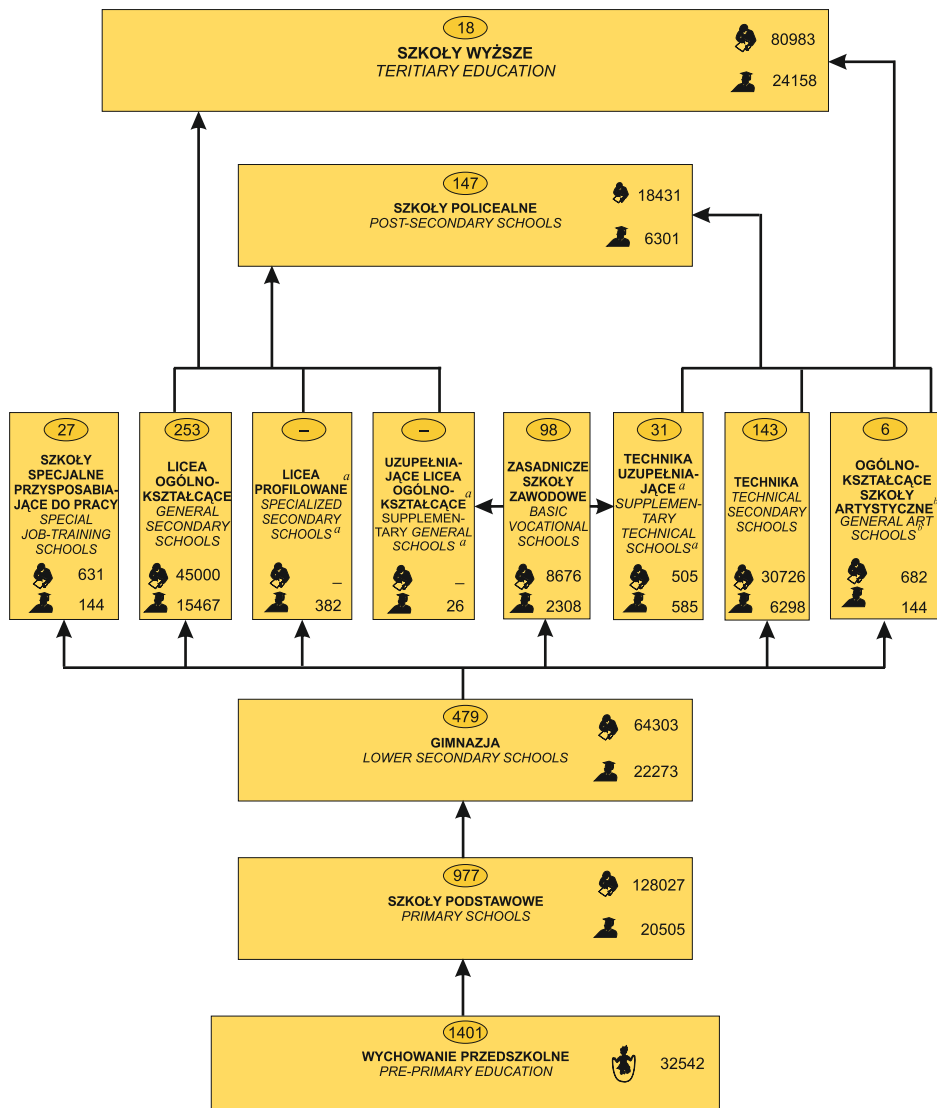 18
SZKOŁY WYŻSZE
TERITIARY EDUCATION
80983
24158
147
SZKOŁY POLICEALNE
POST-SECONDARY SCHOOLS
18431
6301
27
SZKOŁY
SPECJALNE
PRZYSPOSABIA-
JĄCE DO PRACY
SPECIAL
JOB-TRAINING
SCHOOLS
631
144
253
LICEA
OGÓLNO-
KSZTAŁCĄCE
GENERAL
SECONDARY
SCHOOLS
45000
15467
–
LICEA
PROFILOWANE a
SPECIALIZED
SECONDARY
SCHOOLS a
–
382
–
UZUPEŁNIA-
JĄCE LICEA
OGÓLNO-
KSZTAŁCĄCE a
SUPPLEMEN-
TARY GENERAL
SCHOOLS a
–
26
98
ZASADNICZE
SZKOŁY
ZAWODOWE
BASIC
VOCATIONAL
SCHOOLS
8676
2308
31
TECHNIKA
UZUPEŁNIA-
JĄCE a
SUPPLEMEN-
TARY
TECHNICAL
SCHOOLS a
505
585
143
TECHNIKA
TECHNICAL
SECONDARY
SCHOOLS
30726
6298
6
OGÓLNO-
KSZTAŁCĄCE
SZKOŁY
ARTYSTYCZNE b
GENERAL ART
SCHOOLS b
682
144
479
GIMNAZJA
LOWER SECONDARY SCHOOLS
64303
22273
977
SZKOŁY PODSTAWOWE
PRIMARY SCHOOLS
128027
20505
1401
WYCHOWANIE PRZEDSZKOLNE
PRE-PRIMARY EDUCATION
32542